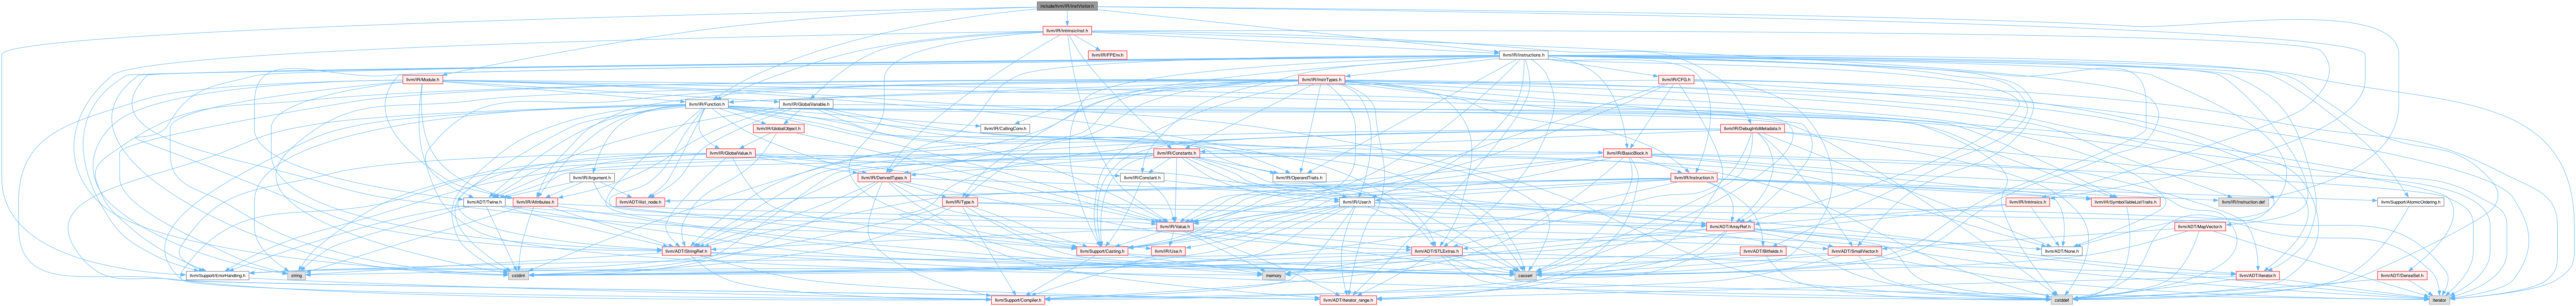 include/llvm/IR/InstVisitor.h
llvm/IR/IntrinsicInst.h
llvm/IR/FPEnv.h
llvm/IR/Instructions.h
llvm/IR/Module.h
llvm/IR/InstrTypes.h
llvm/IR/CFG.h
llvm/IR/Function.h
llvm/IR/GlobalVariable.h
llvm/IR/GlobalObject.h
llvm/IR/CallingConv.h
llvm/IR/DebugInfoMetadata.h
llvm/IR/GlobalValue.h
llvm/IR/Constants.h
llvm/IR/BasicBlock.h
llvm/IR/Argument.h
llvm/IR/DerivedTypes.h
llvm/IR/Constant.h
llvm/IR/OperandTraits.h
llvm/IR/Instruction.h
llvm/ADT/Twine.h
llvm/IR/Attributes.h
llvm/ADT/ilist_node.h
llvm/IR/Type.h
llvm/IR/User.h
llvm/IR/Intrinsics.h
llvm/IR/SymbolTableListTraits.h
llvm/IR/Instruction.def
llvm/Support/AtomicOrdering.h
llvm/IR/Value.h
llvm/ADT/ArrayRef.h
llvm/ADT/MapVector.h
llvm/ADT/StringRef.h
llvm/Support/Casting.h
llvm/IR/Use.h
llvm/ADT/STLExtras.h
llvm/ADT/Bitfields.h
llvm/ADT/SmallVector.h
llvm/ADT/None.h
llvm/Support/ErrorHandling.h
string
cstdint
memory
cassert
llvm/ADT/iterator.h
llvm/ADT/DenseSet.h
llvm/Support/Compiler.h
llvm/ADT/iterator_range.h
cstddef
iterator